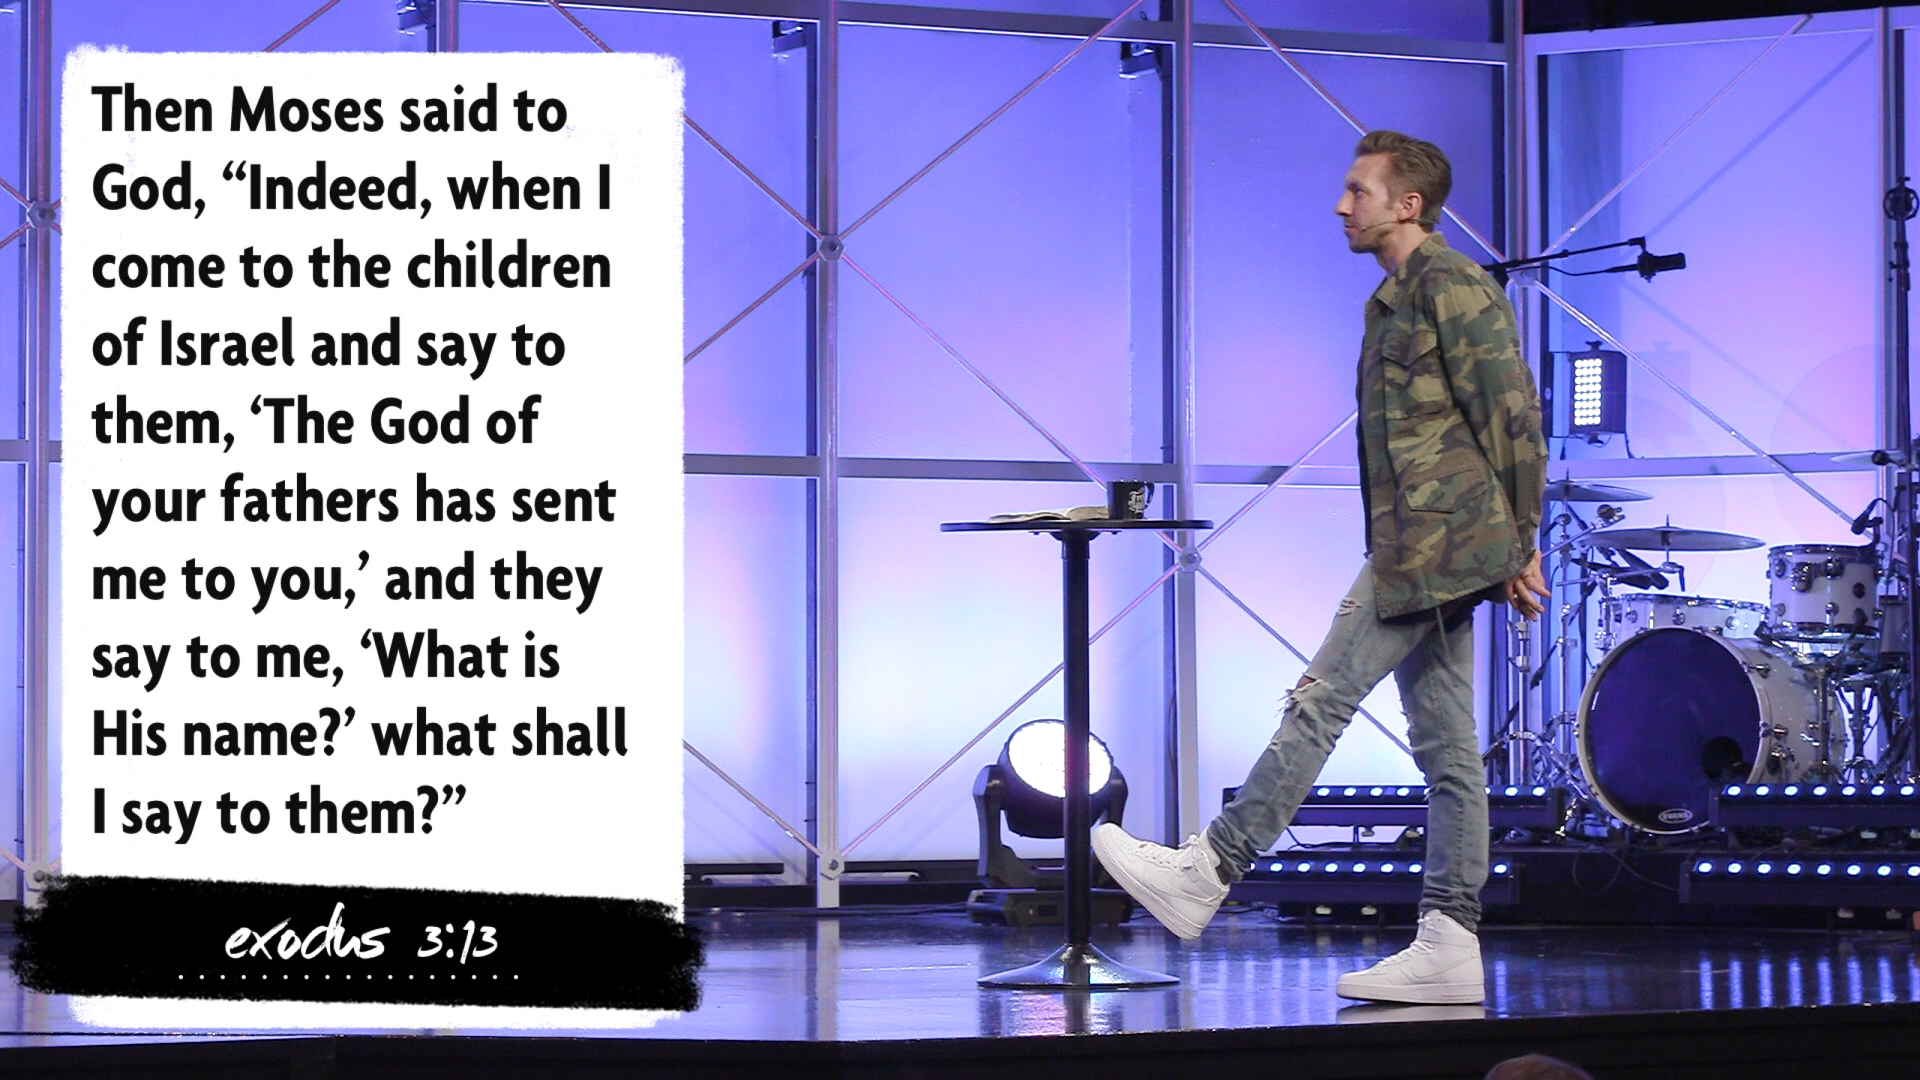 Then Moses said to
God, “Indeed, when I
come to the children
of Israel and say to
them, ‘The God of
your fathers has sent
me to you,’ and they
say to me, ‘What is
His name?’ what shall
I say to them?”
exodus 3:13
EVANS